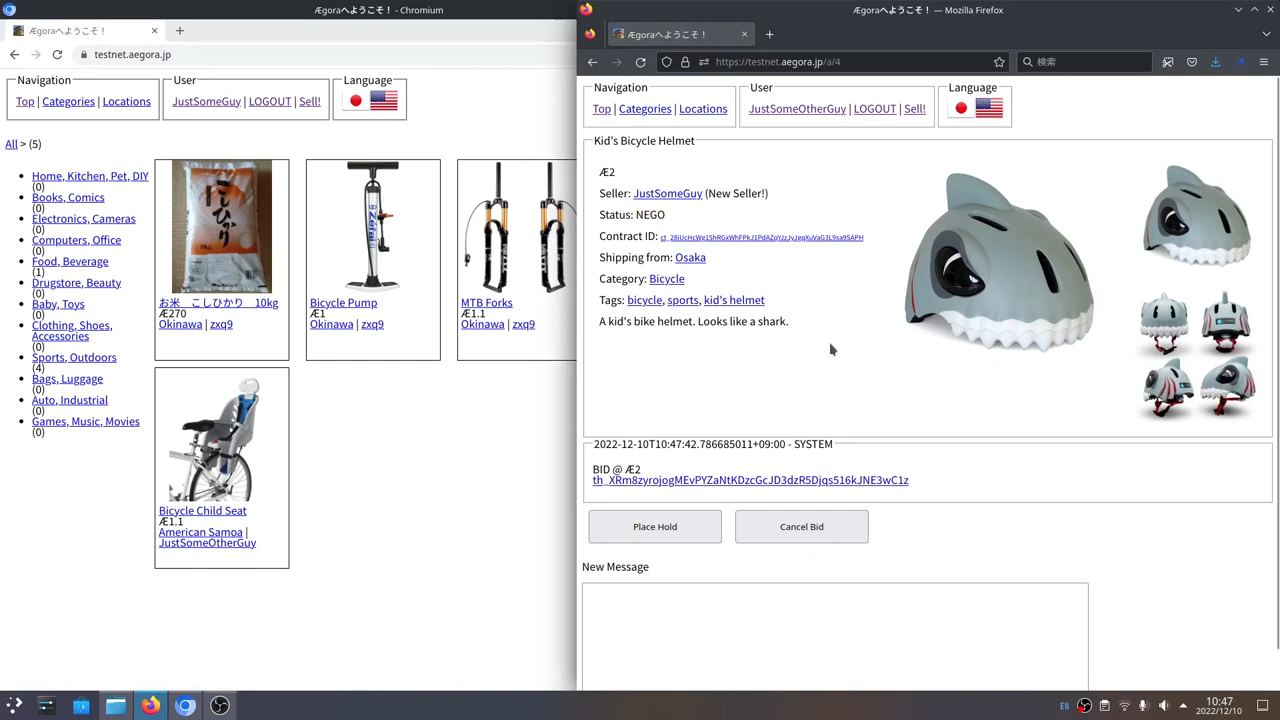 Ægoraへようこそ！ - Chromium
Ægoraへようこそ！
testnet.aegora.jp
Navigation
Top | Categories | Locations
User
JustSomeGuy | LOGOUT | Sell!
Language
All > (5)
Home, Kitchen, Pet, DIY
(0)
Books, Comics
(0)
Electronics, Cameras
(0)
Computers, Office
(0)
Food, Beverage
(1)
Drugstore, Beauty
(0)
Baby, Toys
(0)
Clothing, Shoes,
Accessories
(0)
Sports, Outdoors
(4)
Bags, Luggage
(0)
Auto, Industrial
(0)
Games, Music, Movies
(0)
こしひかり
お米　こしひかり　10kg
Æ270
Okinawa | zxq9
Bicycle Pump
Æ1
Okinawa | zxq9
MTB Forks
Æ1.1
Okinawa | zxq9
Bicycle Child Seat
Æ1.1
American Samoa |
JustSomeOtherGuy
Ægoraへようこそ！ — Mozilla Firefox
Ægoraへようこそ！
https://testnet.aegora.jp/a/4
検索
Navigation
Top | Categories | Locations
User
JustSomeOtherGuy | LOGOUT | Sell!
Language
Kid's Bicycle Helmet
Æ2
Seller: JustSomeGuy (New Seller!)
Status: NEGO
Contract ID:
Shipping from: Osaka
Category: Bicycle
Tags: bicycle, sports, kid's helmet
A kid's bike helmet. Looks like a shark.
2022-12-10T10:47:42.786685011+09:00 - SYSTEM
BID @ Æ2
th_XRm8zyrojogMEvPYZaNtKDzcGcJD3dzR5Djqs516kJNE3wC1z
Place Hold
Cancel Bid
New Message
EN
10:47
2022/12/10